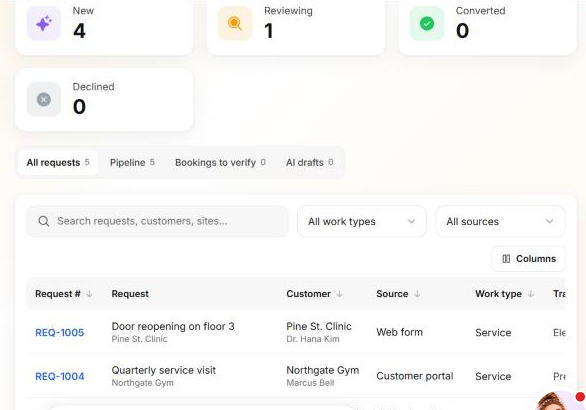 New
4
Reviewing
1
Converted
0
Declined
0
All requests 5 Pipeline 5 Bookings to verify 0 AI drafts 0
Search requests, customers, sites...
All work types
All sources
Columns
Request # Request Customer Source Work type Tra
REQ-1005 Door reopening on floor 3 Pine St. Clinic Web form Service Ele
Pine St. Clinic Dr. Hana Kim
REQ-1004 Quarterly service visit Northgate Gym Customer portal Service Pre
Northgate Gym Marcus Bell